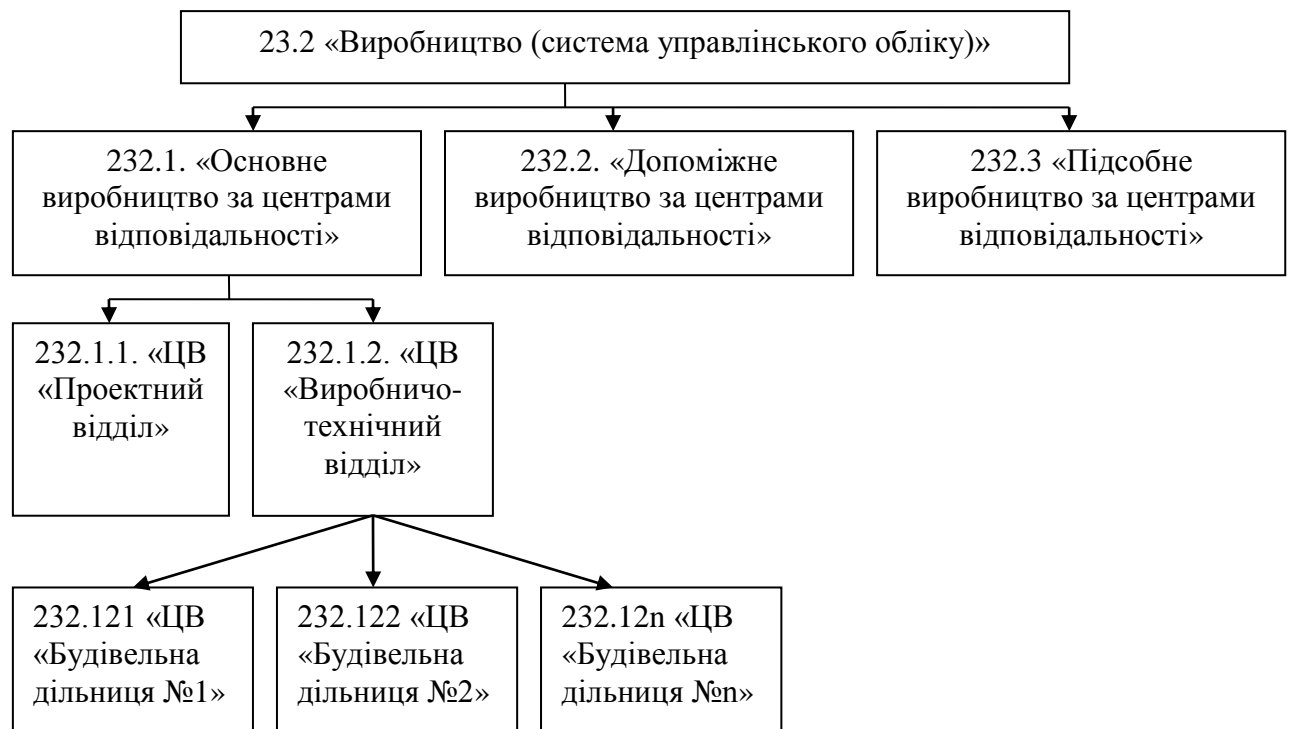 23.2 «Виробництво (система управлінського обліку)»
232.1. «Основне
виробництво за центрами
відповідальності»
232.2. «Допоміжне
виробництво за центрами
відповідальності»
232.3 «Підсобне
виробництво за центрами
відповідальності»
232.1.1. «ЦВ
«Проектний
відділ»
232.1.2. «ЦВ
«Виробничо-
технічний
відділ»
232.121 «ЦВ
«Будівельна
дільниця №1»
232.122 «ЦВ
«Будівельна
дільниця №2»
232.12n «ЦВ
«Будівельна
дільниця №n»